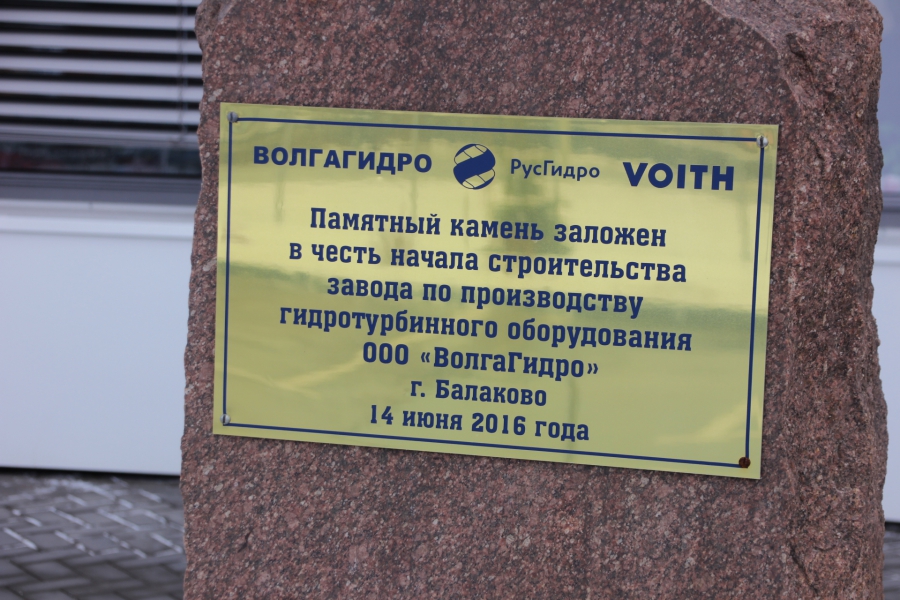 ВОЛГАГИДРО РусГидро VOITH
Памятный камень заложен
в честь начала строительства
завода по производству
гидротурбинного оборудования
ООО «ВолгаГидро»
г. Балаково
14 июня 2016 года